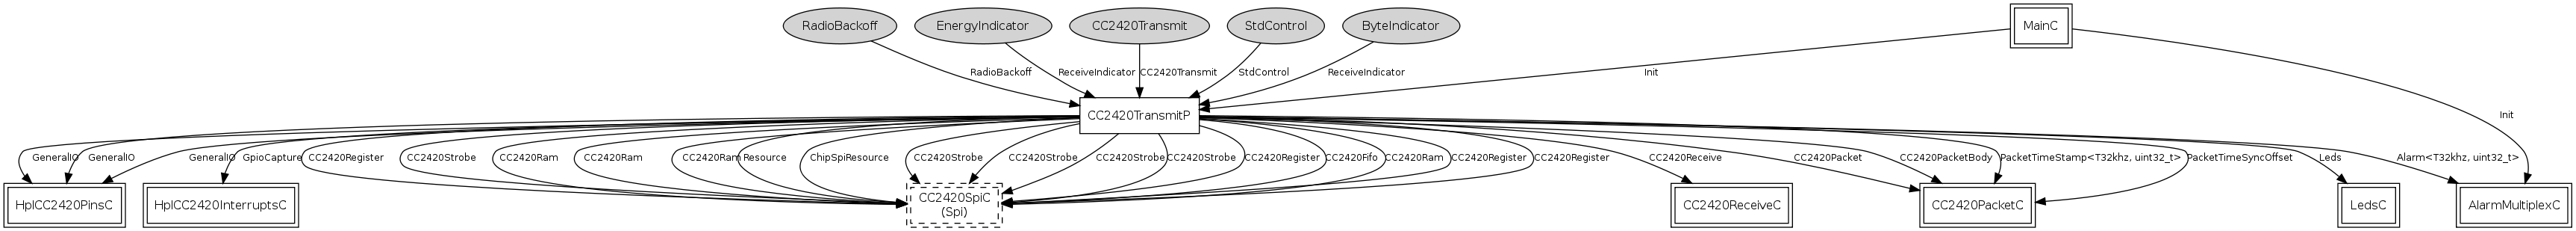 RadioBackoff
EnergyIndicator
CC2420Transmit
StdControl
ByteIndicator
MainC
RadioBackoff
ReceiveIndicator
CC2420Transmit
StdControl
ReceiveIndicator
Init
CC2420TransmitP
Init
GeneralIO
GeneralIO
GeneralIO
GpioCapture
CC2420Register
CC2420Strobe
CC2420Ram
CC2420Ram
CC2420Ram
Resource
ChipSpiResource
CC2420Strobe
CC2420Strobe
CC2420Strobe
CC2420Strobe
CC2420Register
CC2420Fifo
CC2420Ram
CC2420Register
CC2420Register
CC2420Receive
CC2420Packet
CC2420PacketBody
PacketTimeStamp<T32khz, uint32_t>
PacketTimeSyncOffset
Leds
Alarm<T32khz, uint32_t>
HplCC2420PinsC
HplCC2420InterruptsC
CC2420SpiC
(Spi)
CC2420ReceiveC
CC2420PacketC
LedsC
AlarmMultiplexC